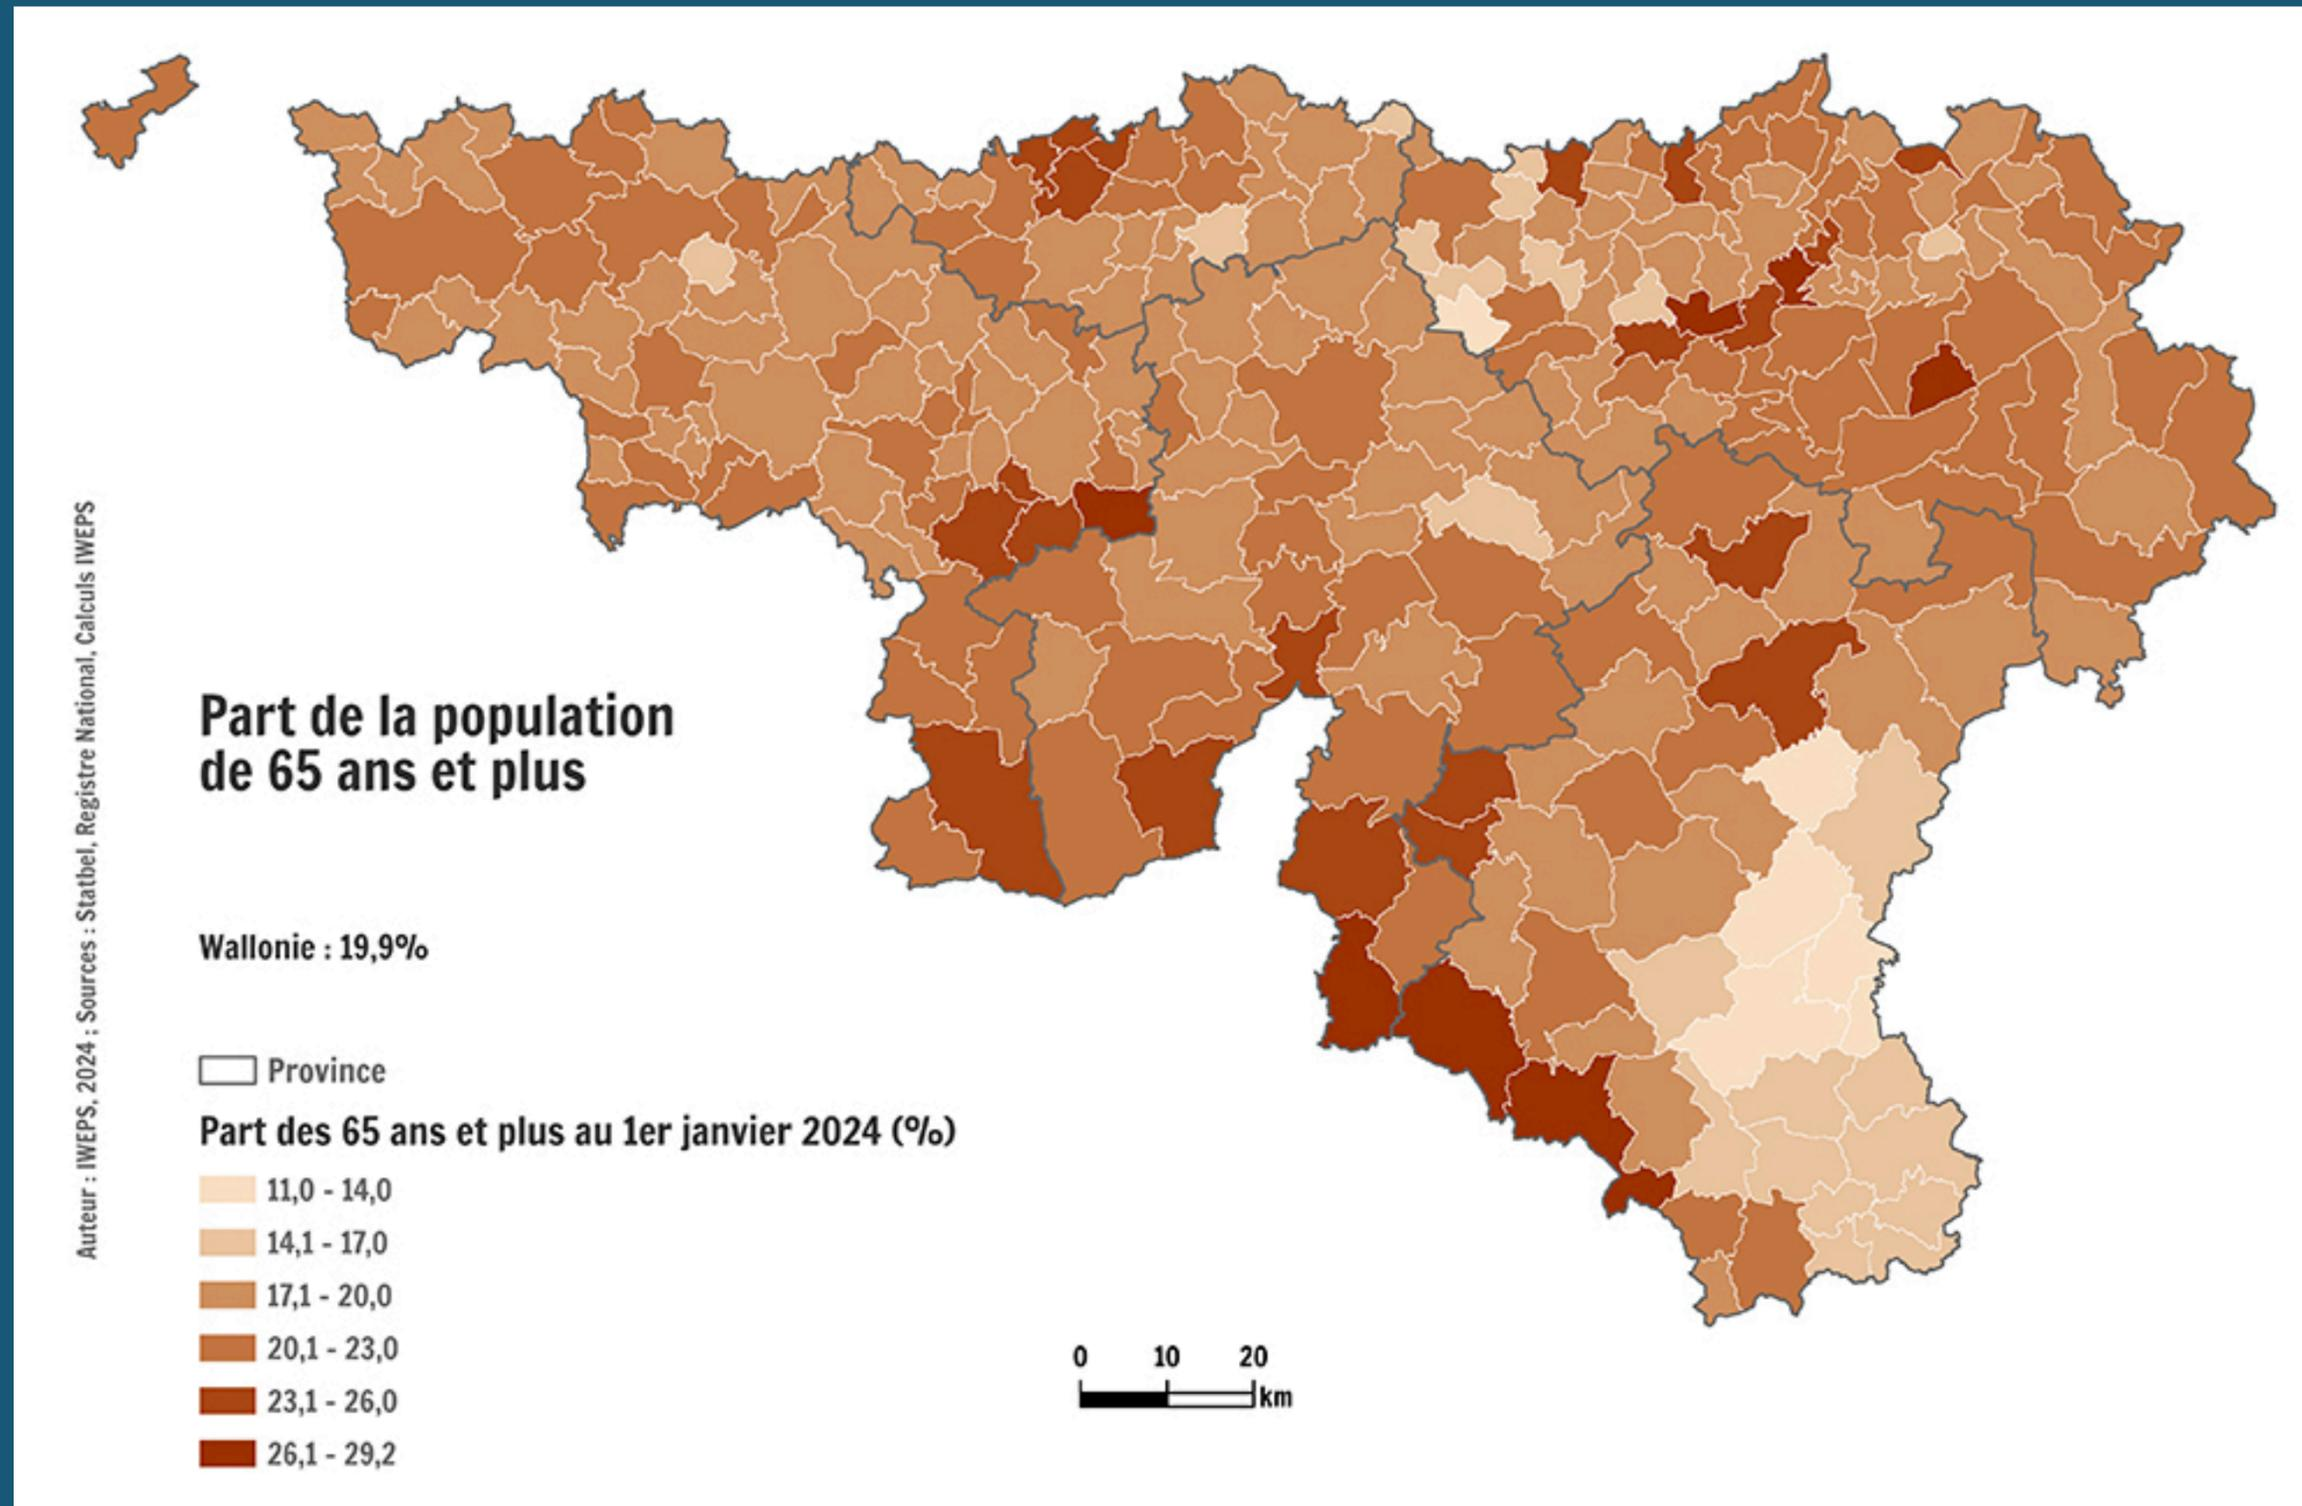 Part de la population
de 65 ans et plus
Wallonie : 19,9%
Province
Part des 65 ans et plus au 1er janvier 2024 (%)
11,0 - 14,0
14,1 - 17,0
17,1 - 20,0
20,1 - 23,0
23,1 - 26,0
26,1 - 29,2
0 10 20
km
Auteur : IWEPS, 2024 ; Sources : Statbel, Registre National, Calculs IWEPS